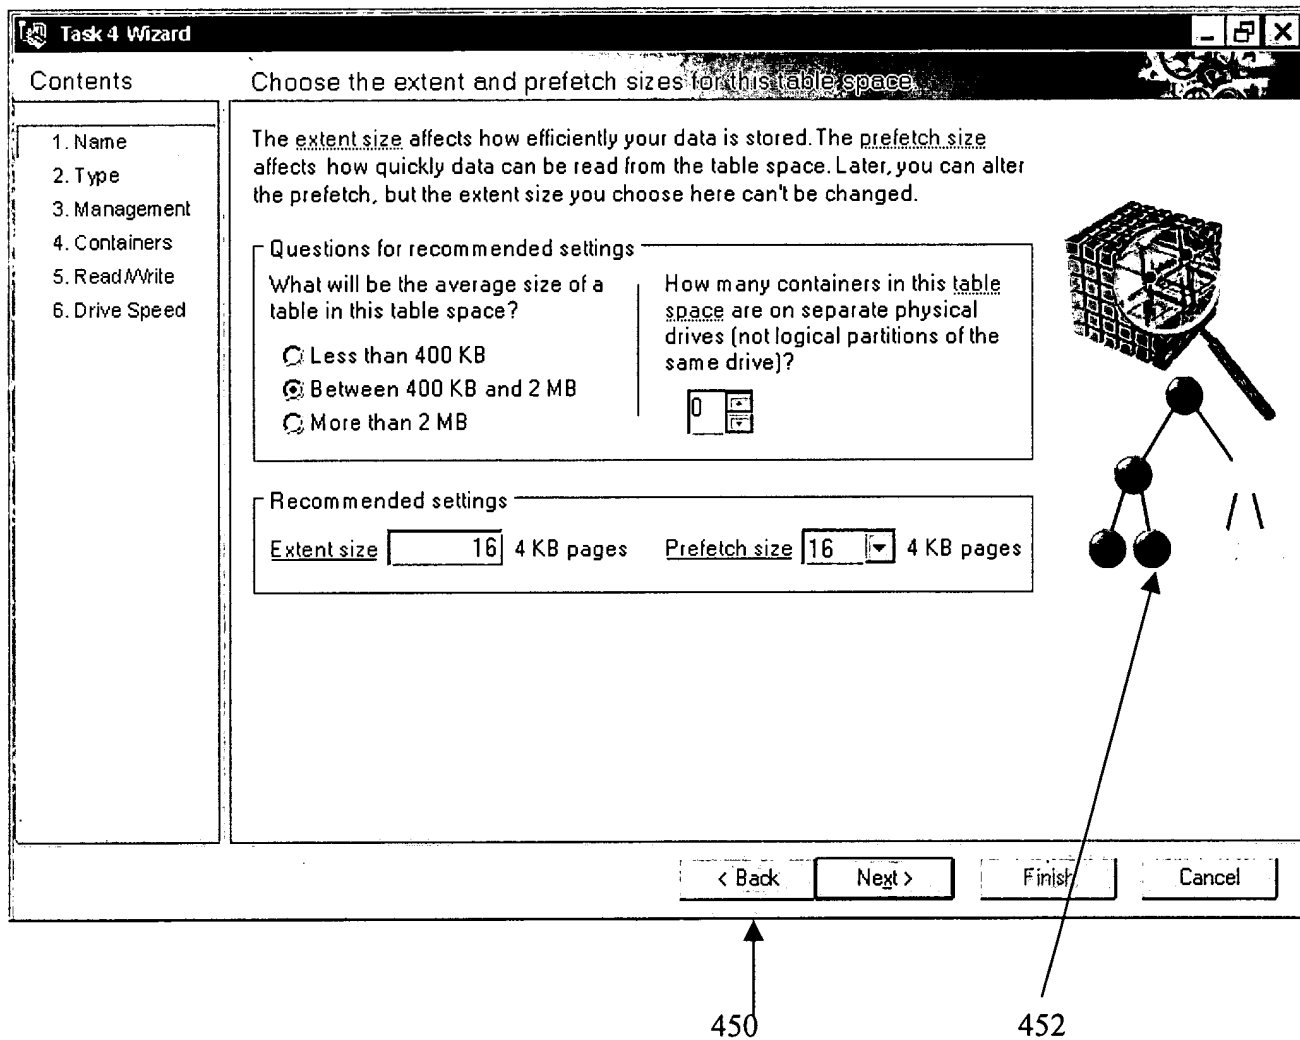 Task 4 Wizard
Contents
1. Name
2. Type
3. Management
4. Containers
5. Read/Write
6. Drive Speed
Choose the extent and prefetch sizes for this table space.
The extent size affects how efficiently your data is stored. The prefetch size
affects how quickly data can be read from the table space. Later, you can alter
the prefetch, but the extent size you choose here can't be changed.
Questions for recommended settings
What will be the average size of a
table in this table space?
Less than 400 KB
Between 400 KB and 2 MB
More than 2 MB
How many containers in this table
space are on separate physical
drives (not logical partitions of the
same drive)?
0
Recommended settings
Extent size 16 4 KB pages Prefetch size 16 4 KB pages
< Back Next > Finish Cancel
450 452